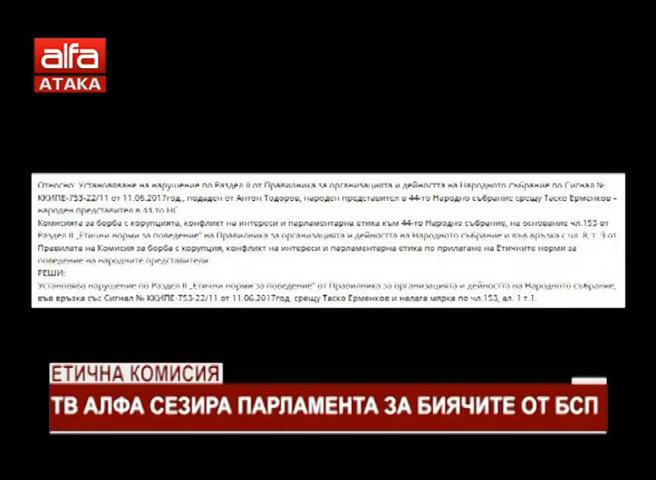 alfa
АТАКА
Относно: Установяване на нарушение по Раздел II от Правилника за организацията и дейността на Народното събрание по Сигнал №
ККИПЕ-753-22/11 от 11.06.2017год., подаден от Антон Тодоров, народен представител в 44-то Народно събрание срещу Таско Ерменков –
народен представител в 44-то НС
Комисията за борба с корупцията, конфликт на интереси и парламентарна етика към 44-то Народно събрание, на основание чл.153 от
Раздел II „Етични норми за поведение" на Правилника за организацията и дейността на Народното събрание и във връзка с чл. 8, т. 3 от
Правилата на Комисия за борба с корупция, конфликт на интереси и парламентарна етика по прилагане на Етичните норми за
поведение на народните представители
РЕШИ:
Установява нарушение по Раздел II „Етични норми за поведение" от Правилника за организацията и дейността на Народното събрание,
във връзка със Сигнал № ККИПЕ-753-22/11 от 11.06.2017год. срещу Таско Ерменков и налага мярка по чл.153, ал. 1 т.1.
ЕТИЧНА КОМИСИЯ
ТВ АЛФА СЕЗИРА ПАРЛАМЕНТА ЗА БИЯЧИТЕ ОТ БСП